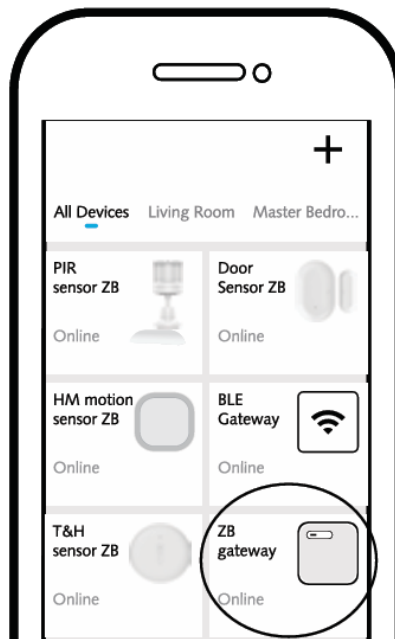 +
All Devices Living Room Master Bedro...
PIR
sensor ZB
Online
Door
Sensor ZB
Online
HM motion
sensor ZB
Online
BLE
Gateway
Online
T&H
sensor ZB
Online
ZB
gateway
Online